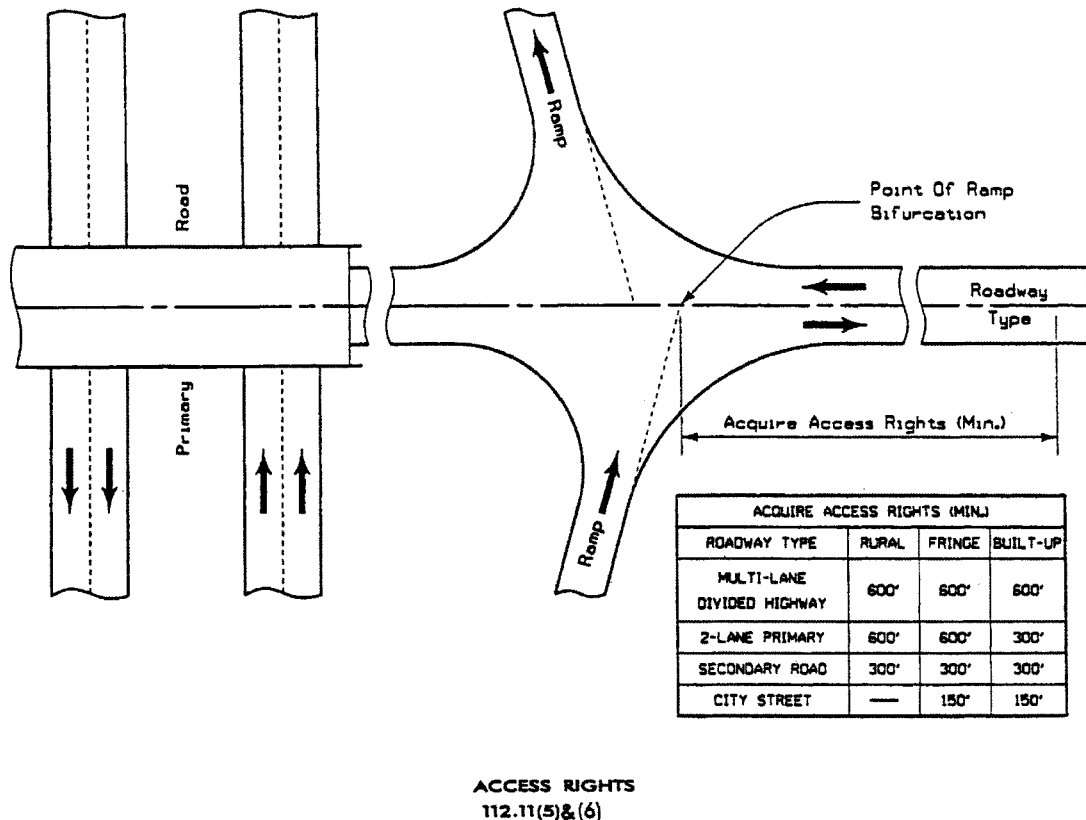 Ramp
Road
Point Of Ramp
Bifurcation
Roadway
Type
Primary
Acquire Access Rights (Min.)
Ramp
ACQUIRE ACCESS RIGHTS (MIN.)
ROADWAY TYPE RURAL FRINGE BUILT-UP
MULTI-LANE
DIVIDED HIGHWAY 600' 600' 600'
2-LANE PRIMARY 600' 600' 300'
SECONDARY ROAD 300' 300' 300'
CITY STREET — 150' 150'
ACCESS RIGHTS
112.11(5)&(6)